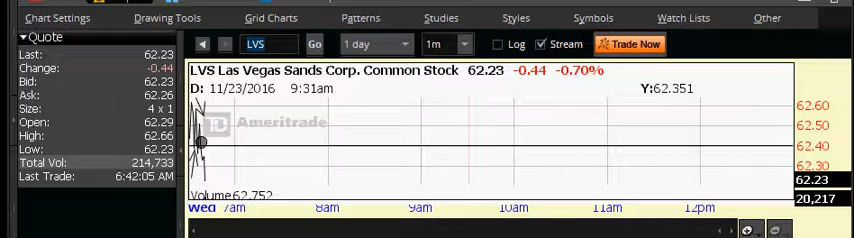 Chart Settings Drawing Tools Grid Charts Patterns Studies Styles Symbols Watch Lists Other
Quote
LVS Go 1 day 1m Log Stream Trade Now
Last: 62.23
Change: -0.44
Bid: 62.23
Ask: 62.26
Size: 4 x 1
Open: 62.29
High: 62.66
Low: 62.23
Total Vol: 214,733
Last Trade: 6:42:05 AM
LVS Las Vegas Sands Corp. Common Stock 62.23 -0.44 -0.70%
D: 11/23/2016 9:31am Y:62.351
TD Ameritrade
62.60
62.50
62.40
62.30
62.23
Volume 62.752
20,217
Wed 7am 8am 9am 10am 11am 12pm